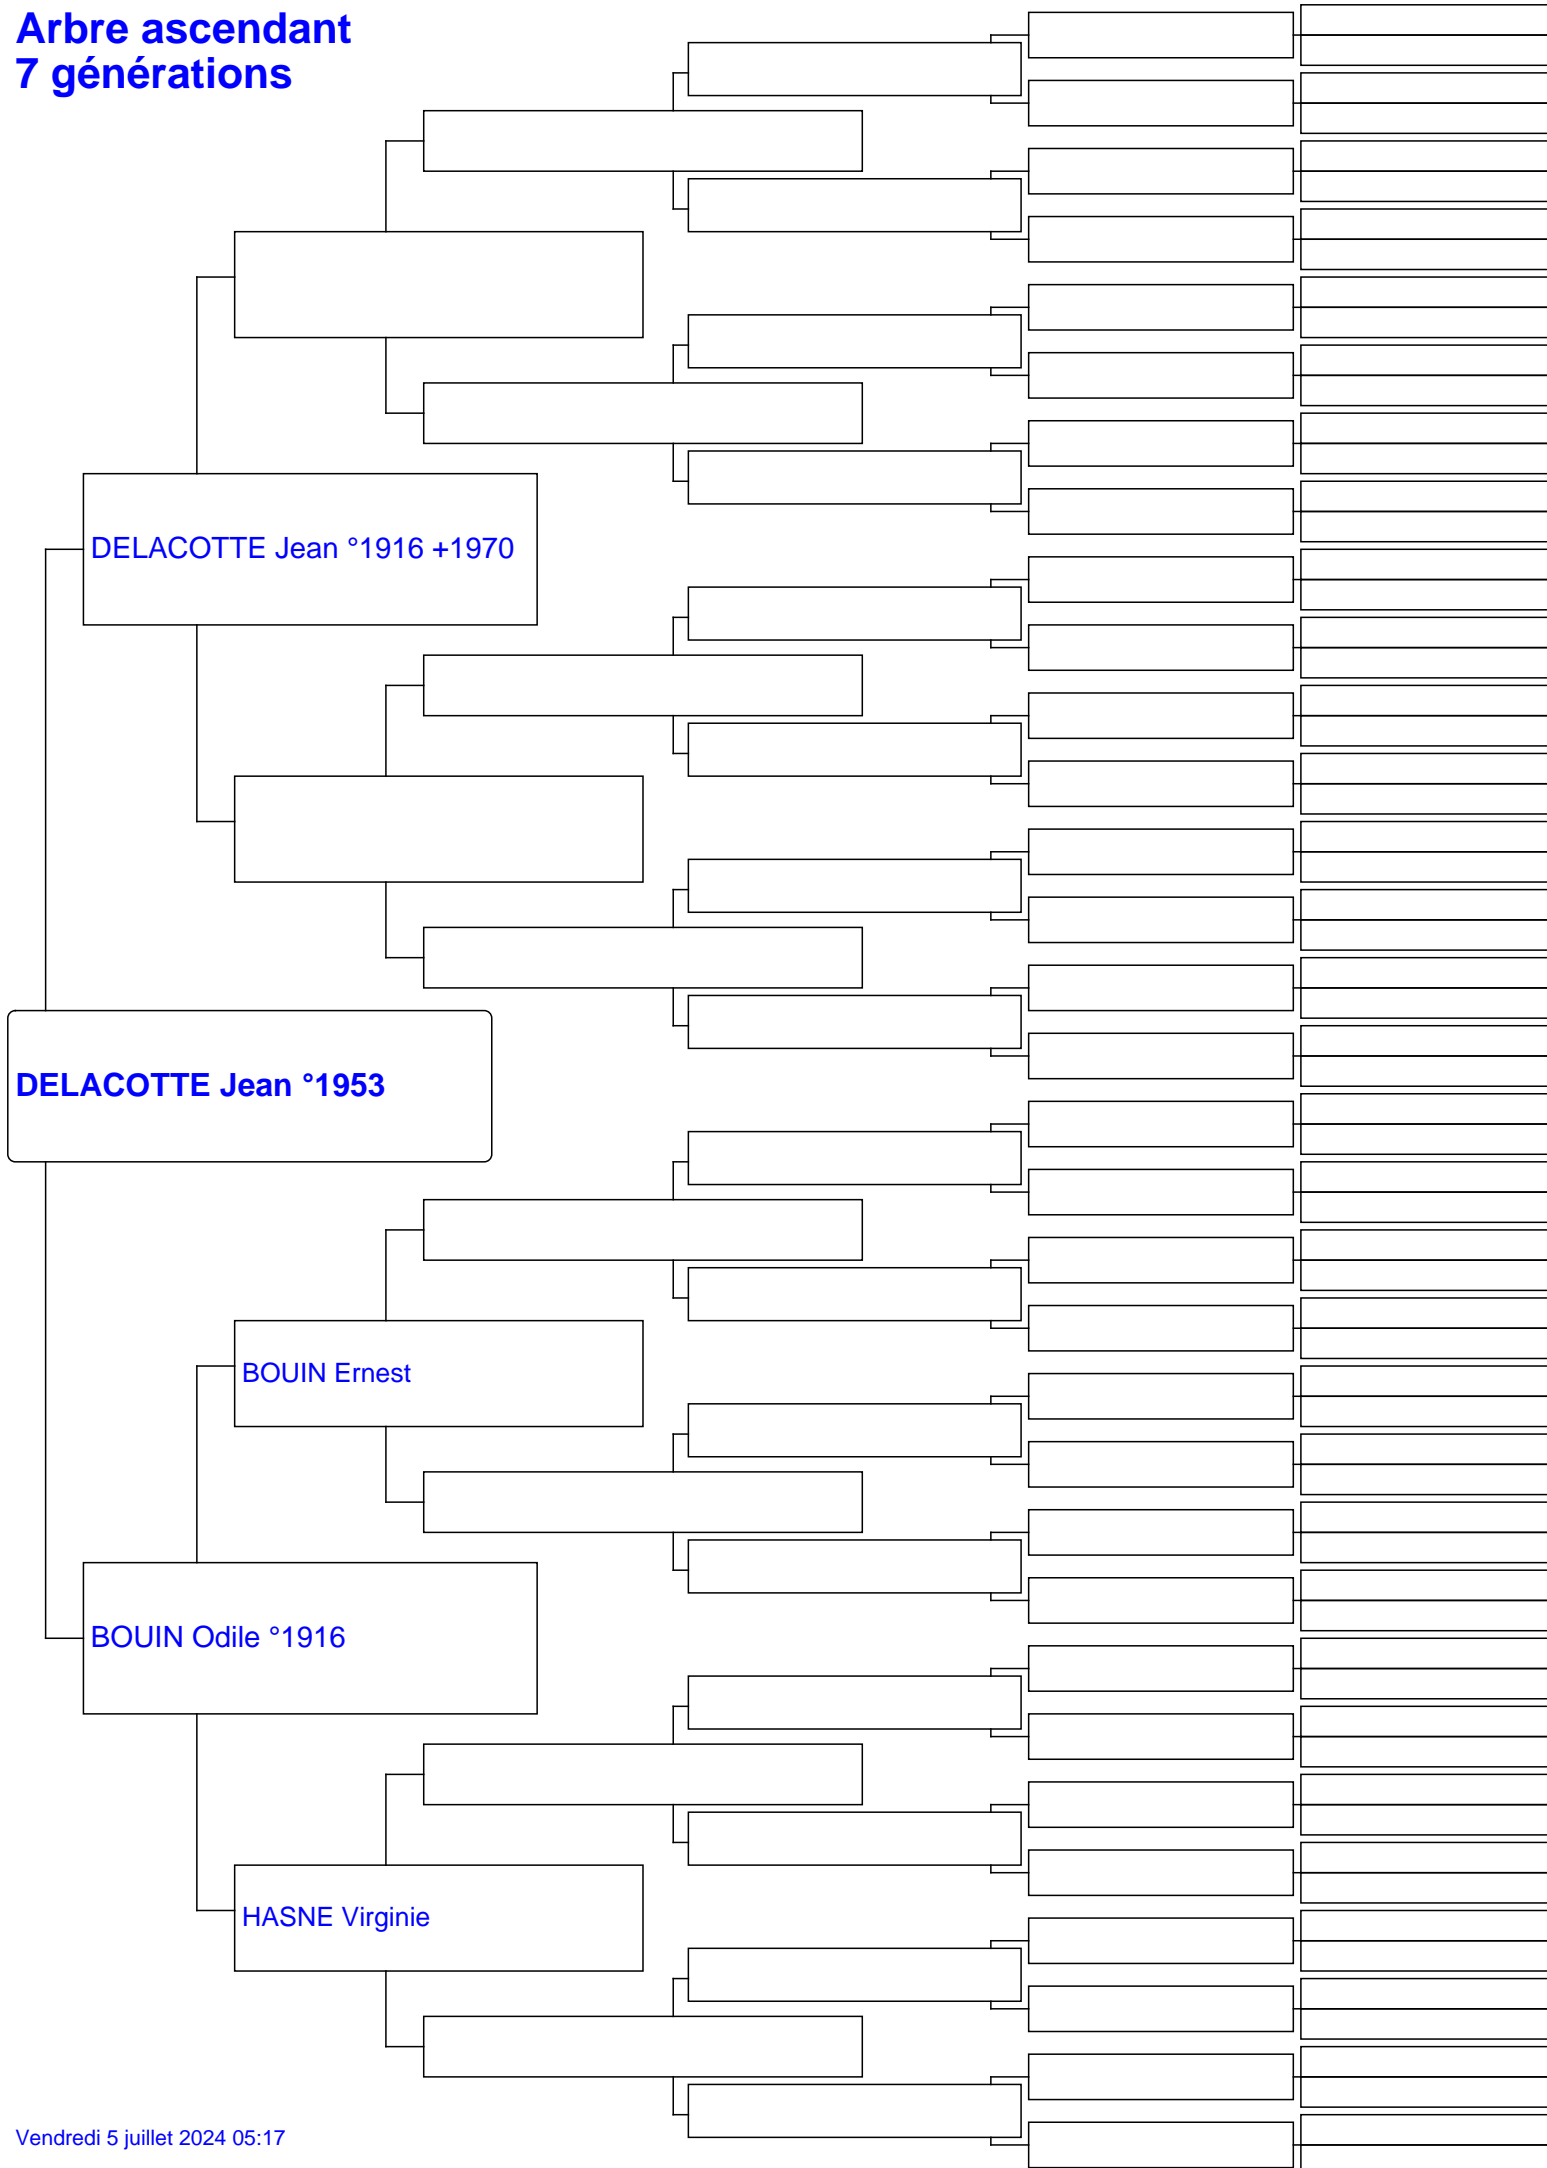 Arbre ascendant
7 générations
DELACOTTE Jean °1916 +1970
DELACOTTE Jean °1953
BOUIN Ernest
BOUIN Odile °1916
HASNE Virginie
Vendredi 5 juillet 2024 05:17